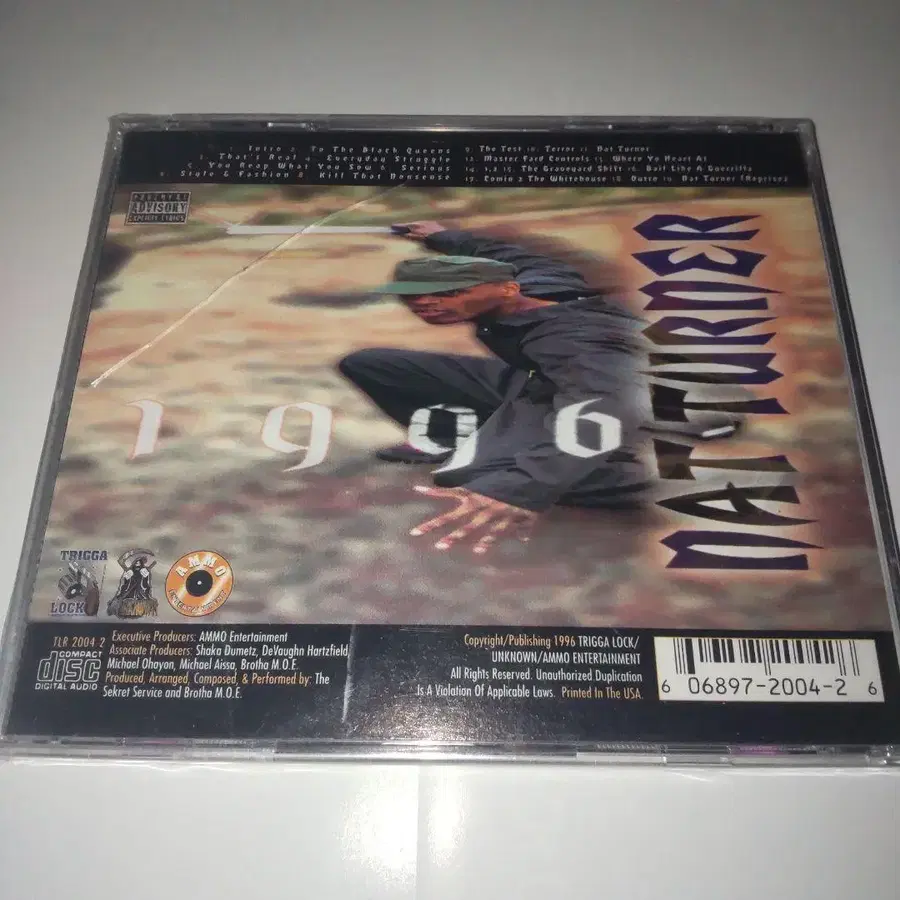 1. Intro 2. To The Black Queens
3. That's Real 4. Everyday Struggle
5. You Reap What You Sow 6. Serious
Style & Fashion 8. Kill That Nonsense
9. The Test 10. Terror 11. Nat Turner
12. Master Fard Controls 13. Where Yo Heart At
14. 1,2 15. The Graveyard Shift 16. Bail Like A Guerrilla
17. Comin 2 The Whitehouse 18. Outro 19. Nat Turner (Reprise)
PARENTAL
ADVISORY
EXPLICIT LYRICS
NAT TURNER
1996
TRIGGA
LOCK
AMMO
TLR 2004 2
COMPACT
disc
DIGITAL AUDIO
Executive Producers: AMMO Entertainment
Associate Producers: Shaka Dumetz, DeVaughn Hartzfield,
Michael Ohayon, Michael Aissa, Brotha M.O.E.
Produced, Arranged, Composed, & Performed by: The
Sekret Service and Brotha M.O.E.
Copyright/Publishing 1996 TRIGGA LOCK/
UNKNOWN/AMMO ENTERTAINMENT
All Rights Reserved. Unauthorized Duplication
Is A Violation Of Applicable Laws. Printed In The USA.
6 06897-2004-2 6